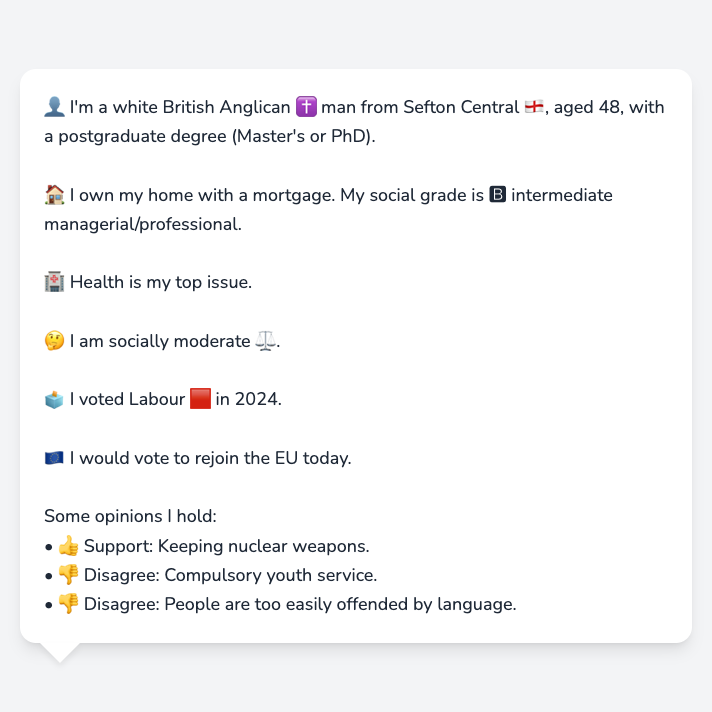 👤 I'm a white British Anglican ✝️ man from Sefton Central 🏴󠁧󠁢󠁥󠁮󠁧󠁿, aged 48, with
a postgraduate degree (Master's or PhD).
🏠 I own my home with a mortgage. My social grade is 🅱 intermediate
managerial/professional.
🏥 Health is my top issue.
🤔 I am socially moderate ⚖️.
🗳️ I voted Labour 🟥 in 2024.
🇪🇺 I would vote to rejoin the EU today.
Some opinions I hold:
• 👍 Support: Keeping nuclear weapons.
• 👎 Disagree: Compulsory youth service.
• 👎 Disagree: People are too easily offended by language.